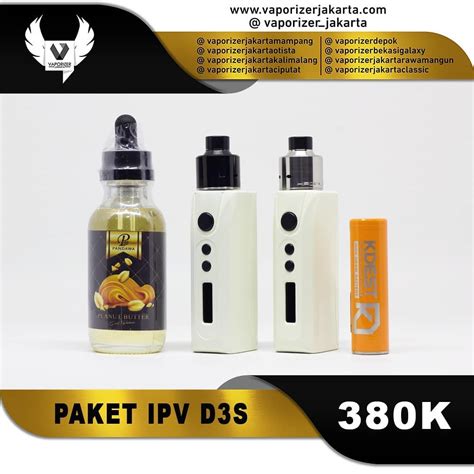 www.vaporizerjakarta.com
@ vaporizer_jakarta
@ vaporizerjakartamampang
@ vaporizerjakartaotista
@ vaporizerjakartakalimalang
@ vaporizerjakartaciputat
@ vaporizerdepok
@ vaporizerbekasigalaxy
@ vaporizerjakartarawamangun
@ vaporizerjakartaclassic
V
VAPORIZER
PANDAWA
PEANUT BUTTER
KDEST
PAKET IPV D3S
380K